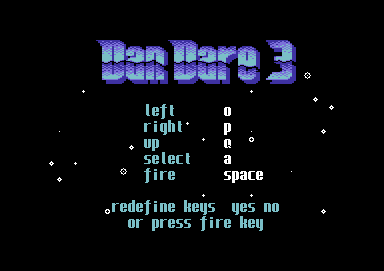 Dan Dare 3
left o
right p
up q
select a
fire space
redefine keys yes no
or press fire key